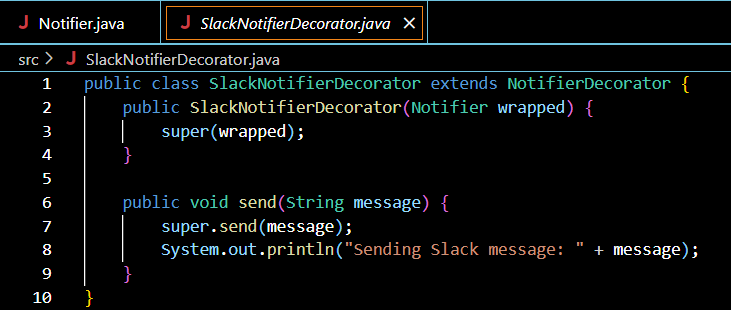 J Notifier.java J SlackNotifierDecorator.java ×
src > J SlackNotifierDecorator.java
1 public class SlackNotifierDecorator extends NotifierDecorator {
2 public SlackNotifierDecorator(Notifier wrapped) {
3 super(wrapped);
4 }
5
6 public void send(String message) {
7 super.send(message);
8 System.out.println("Sending Slack message: " + message);
9 }
10 }